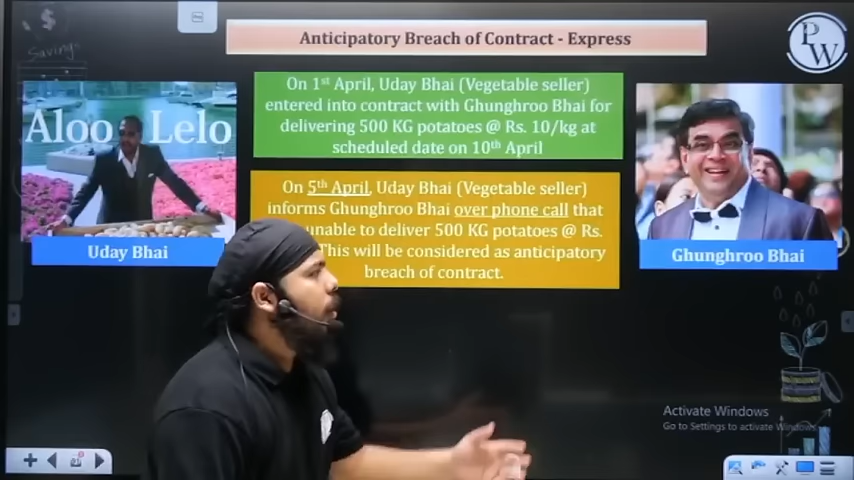 Saving
Anticipatory Breach of Contract - Express
PW
On 1st April, Uday Bhai (Vegetable seller)
entered into contract with Ghunghroo Bhai for
delivering 500 KG potatoes @ Rs. 10/kg at
scheduled date on 10th April
Aloo Lelo
On 5th April, Uday Bhai (Vegetable seller)
informs Ghunghroo Bhai over phone call that
unable to deliver 500 KG potatoes @ Rs.
This will be considered as anticipatory
breach of contract.
Uday Bhai
Ghunghroo Bhai
Activate Windows
Go to Settings to activate Windows.